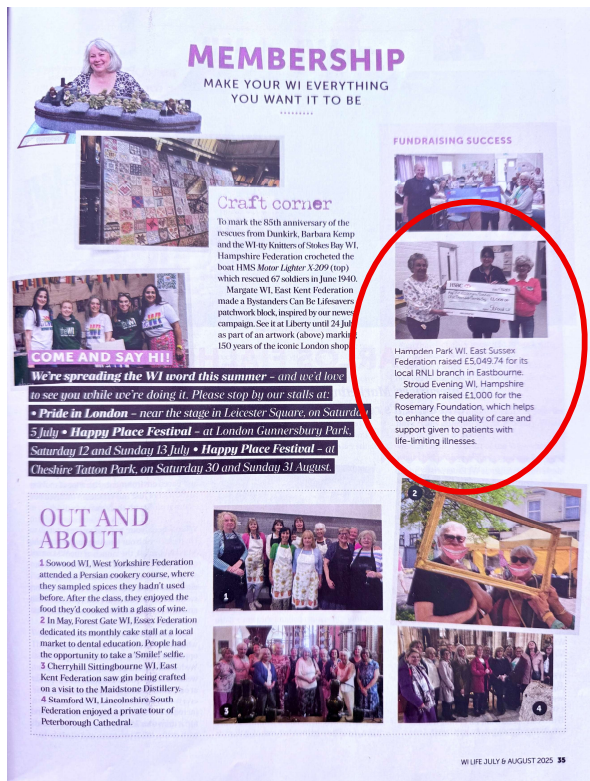 MEMBERSHIP
MAKE YOUR WI EVERYTHING
YOU WANT IT TO BE
Craft corner
To mark the 85th anniversary of the
rescues from Dunkirk, Barbara Kemp
and the WI-tty Knitters of Stokes Bay WI,
Hampshire Federation crocheted the
boat HMS Motor Lighter X-209 (top)
which rescued 67 soldiers in June 1940.
Margate WI, East Kent Federation
made a Bystanders Can Be Lifesavers
patchwork block, inspired by our newest
campaign. See it at Liberty until 24 July
as part of an artwork (above) marking
150 years of the iconic London shop.
FUNDRAISING SUCCESS
Hampden Park WI, East Sussex
Federation raised £5,049.74 for its
local RNLI branch in Eastbourne.
Stroud Evening WI, Hampshire
Federation raised £1,000 for the
Rosemary Foundation, which helps
to enhance the quality of care and
support given to patients with
life-limiting illnesses.
COME AND SAY HI!
We're spreading the WI word this summer – and we'd love
to see you while we're doing it. Please stop by our stalls at:
• Pride in London – near the stage in Leicester Square, on Saturday
5 July • Happy Place Festival – at London Gunnersbury Park,
Saturday 12 and Sunday 13 July • Happy Place Festival – at
Cheshire Tatton Park, on Saturday 30 and Sunday 31 August.
OUT AND
ABOUT
1 Sowood WI, West Yorkshire Federation
attended a Persian cookery course, where
they sampled spices they hadn't used
before. After the class, they enjoyed the
food they'd cooked with a glass of wine.
2 In May, Forest Gate WI, Essex Federation
dedicated its monthly cake stall at a local
market to dental education. People had
the opportunity to take a 'Smile!' selfie.
3 Cherryhill Sittingbourne WI, East
Kent Federation saw gin being crafted
on a visit to the Maidstone Distillery.
4 Stamford WI, Lincolnshire South
Federation enjoyed a private tour of
Peterborough Cathedral.
1
2
3
4
WI LIFE JULY & AUGUST 2025 35